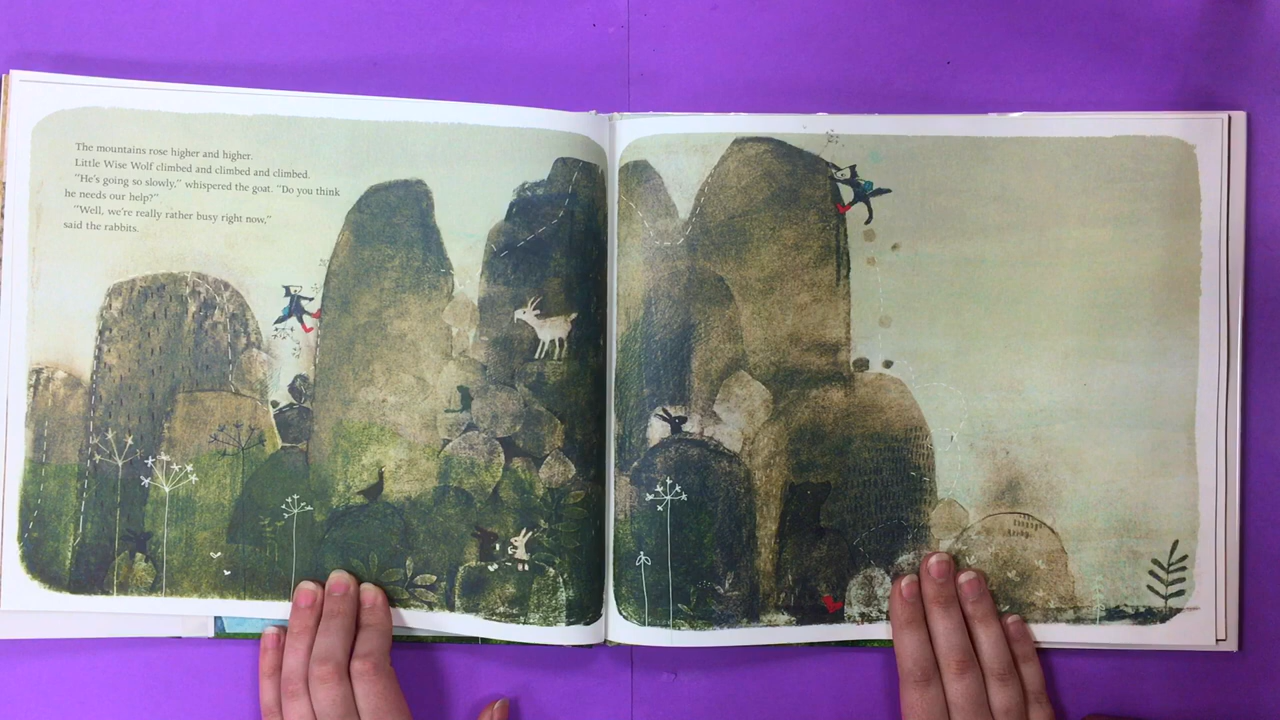 The mountains rose higher and higher.
Little Wise Wolf climbed and climbed and climbed.
"He's going so slowly," whispered the goat. "Do you think
he needs our help?"
"Well, we're really rather busy right now,"
said the rabbits.